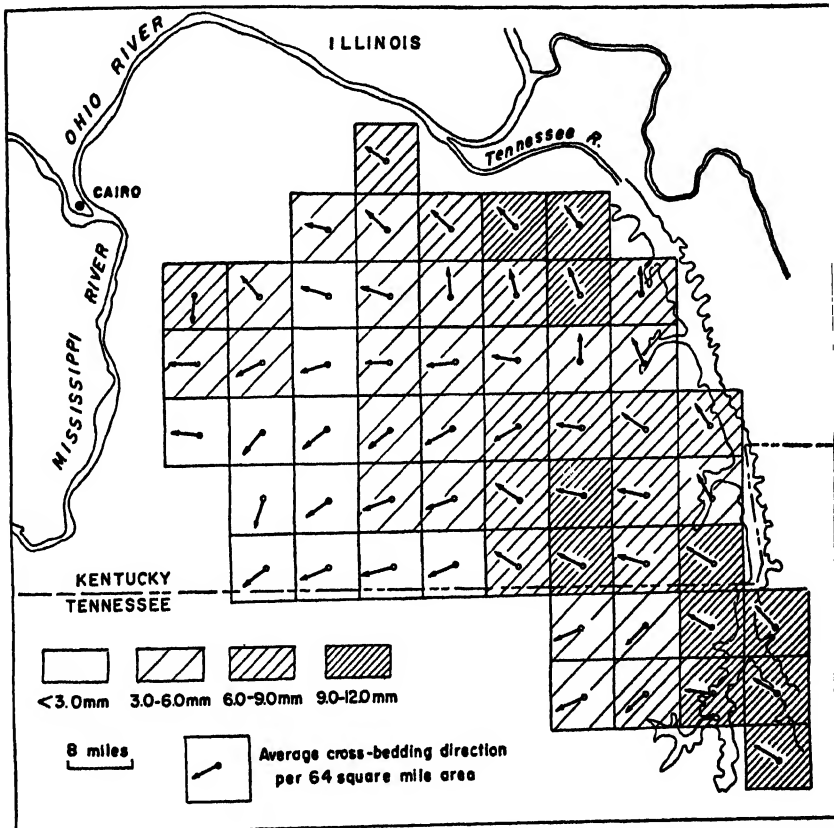 OHIO RIVER
ILLINOIS
Tennessee R.
CAIRO
MISSISSIPPI RIVER
KENTUCKY
TENNESSEE
<3.0mm 3.0-6.0mm 6.0-9.0mm 9.0-12.0mm
8 miles
Average cross-bedding direction
per 64 square mile area